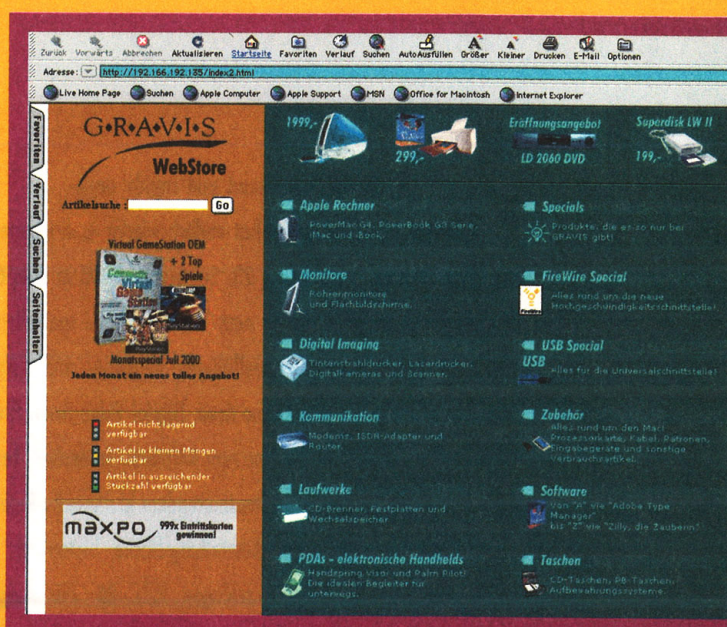 Zurück Vorwärts Abbrechen Aktualisieren Startseite Favoriten Verlauf Suchen AutoAusfüllen Größer Kleiner Drucken E-Mail Optionen
Adresse: http://192.166.192.185/index2.html
Live Home Page Suchen Apple Computer Apple Support MSN Office for Macintosh Internet Explorer
Favoriten
Verlauf
Suchen
Seitenhalter
G•R•A•V•I•S
WebStore
Artikelsuche : Go
Virtual GameStation OEM
+ 2 Top
Spiele
Connectix
Virtual
Game
Station
Monatsspecial Juli 2000
Jeden Monat ein neues tolles Angebot!
Artikel nicht lagernd
verfügbar
Artikel in kleinen Mengen
verfügbar
Artikel in ausreichender
Stückzahl verfügbar
maxpo 999x Eintrittskarten
gewinnen!
1999,-
299,-
Eröffnungsangebot
LD 2060 DVD
Superdisk LW II
199,-
Apple Rechner
PowerMac G4, PowerBook G3 Serie,
iMac und iBook.
Monitore
Röhrenmonitore
und Flachbildschirme.
Digital Imaging
Tintenstrahldrucker, Laserdrucker,
Digitalkameras und Scanner.
Kommunikation
Modems, ISDN-Adapter und
Router.
Laufwerke
CD-Brenner, Festplatten und
Wechselspeicher.
PDAs - elektronische Handhelds
Handspring Visor und Palm Pilot!
Die idealen Begleiter für
unterwegs.
Specials
Produkte, die es so nur bei
GRAVIS gibt!
FireWire Special
Alles rund um die neue
Hochgeschwindigkeitsschnittstelle!
USB Special
USB
Alles für die Universalschnittstelle!
Zubehör
Alles rund um den Mac!
Prozessorkarte, Kabel, Batterien,
Eingabegeräte und sonstige
Verbrauchsartikel.
Software
Von "A" wie "Adobe Type
Manager"
bis "Z" wie "Zilly, die Zauberin"
Taschen
CD-Taschen, PB-Taschen,
Aufbewahrungssysteme.